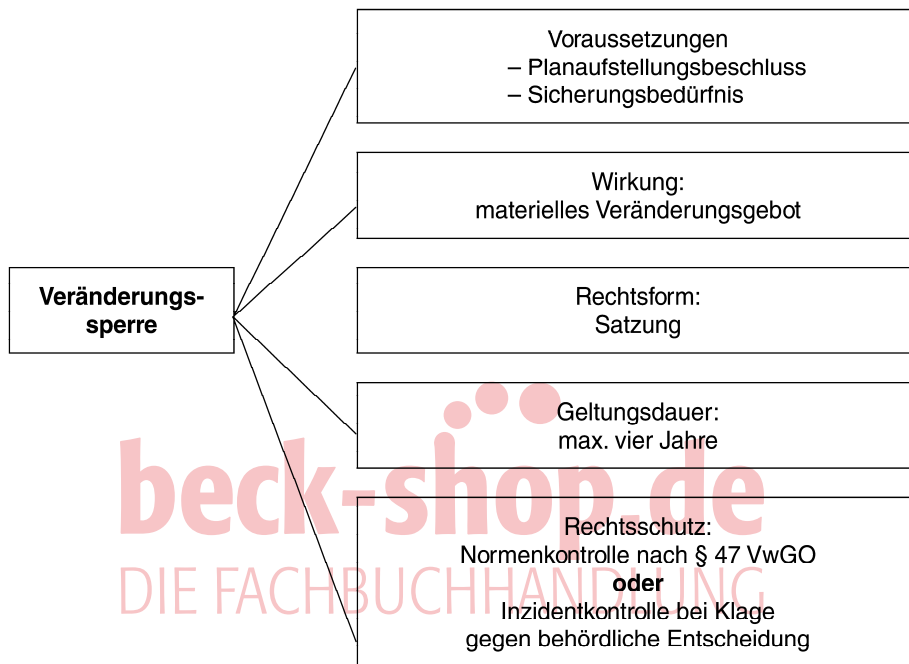 Voraussetzungen
– Planaufstellungsbeschluss
– Sicherungsbedürfnis
Wirkung:
materielles Veränderungsgebot
Veränderungs-
sperre
Rechtsform:
Satzung
Geltungsdauer:
max. vier Jahre
beck-shop.de
DIE FACHBUCHHANDLUNG
Rechtsschutz:
Normenkontrolle nach § 47 VwGO
oder
Inzidentkontrolle bei Klage
gegen behördliche Entscheidung